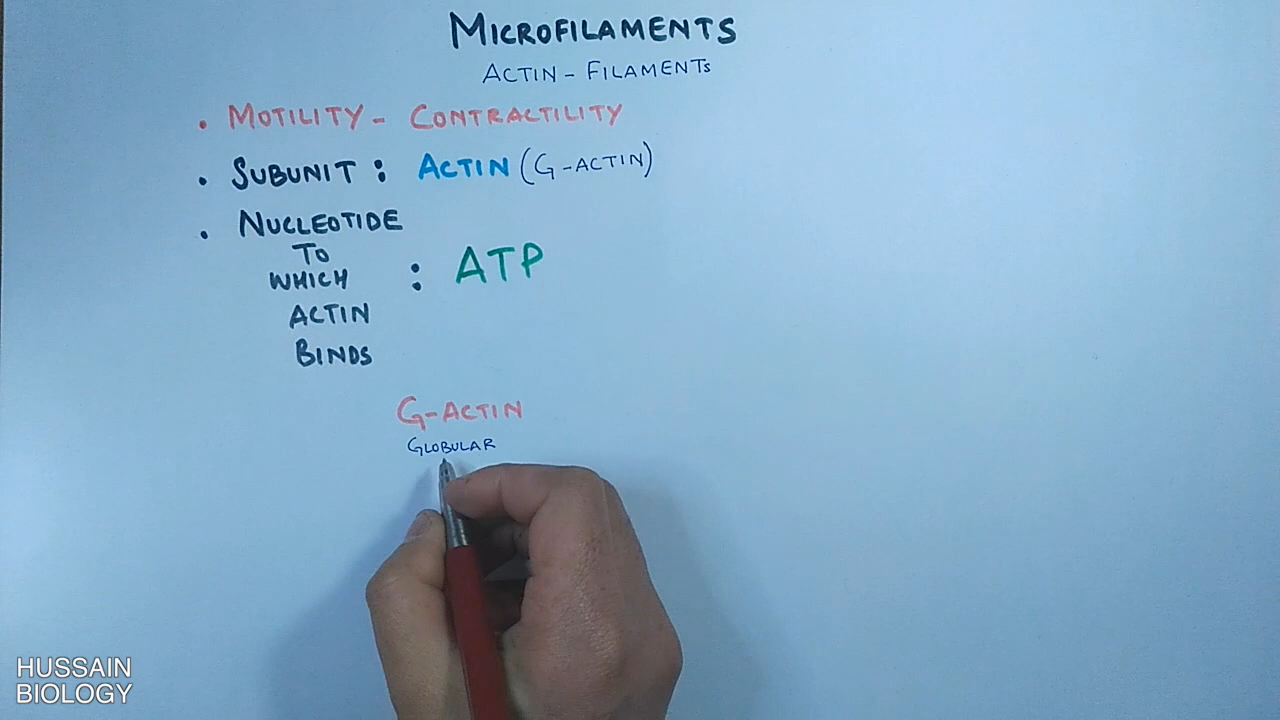 MICROFILAMENTS
ACTIN - FILAMENTs
• MOTILITY - CONTRACTILITY
• SUBUNIT : ACTIN (G-ACTIN)
• NUCLEOTIDE
TO
WHICH : ATP
ACTIN
BINDS
G-ACTIN
GLOBULAR
HUSSAIN
BIOLOGY